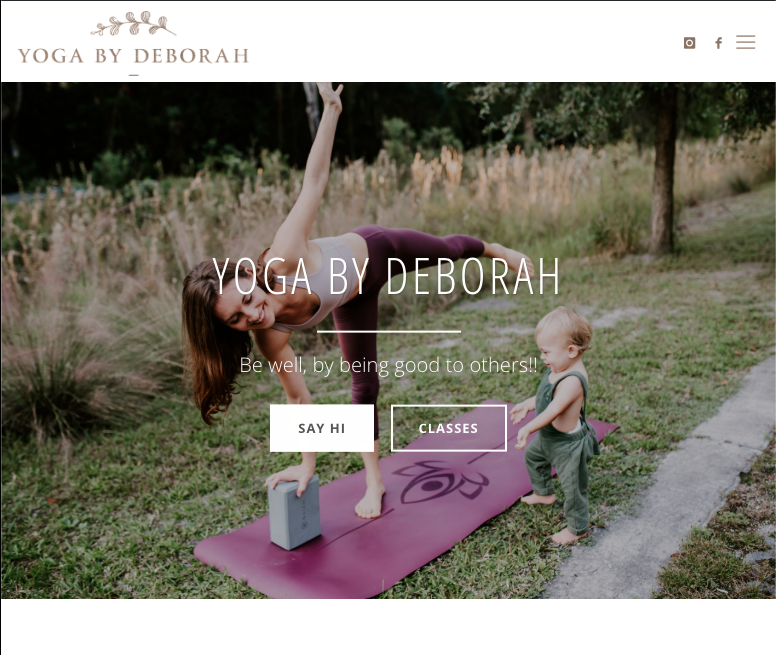 YOGA BY DEBORAH
YOGA BY DEBORAH
Be well, by being good to others!!
SAY HI
CLASSES